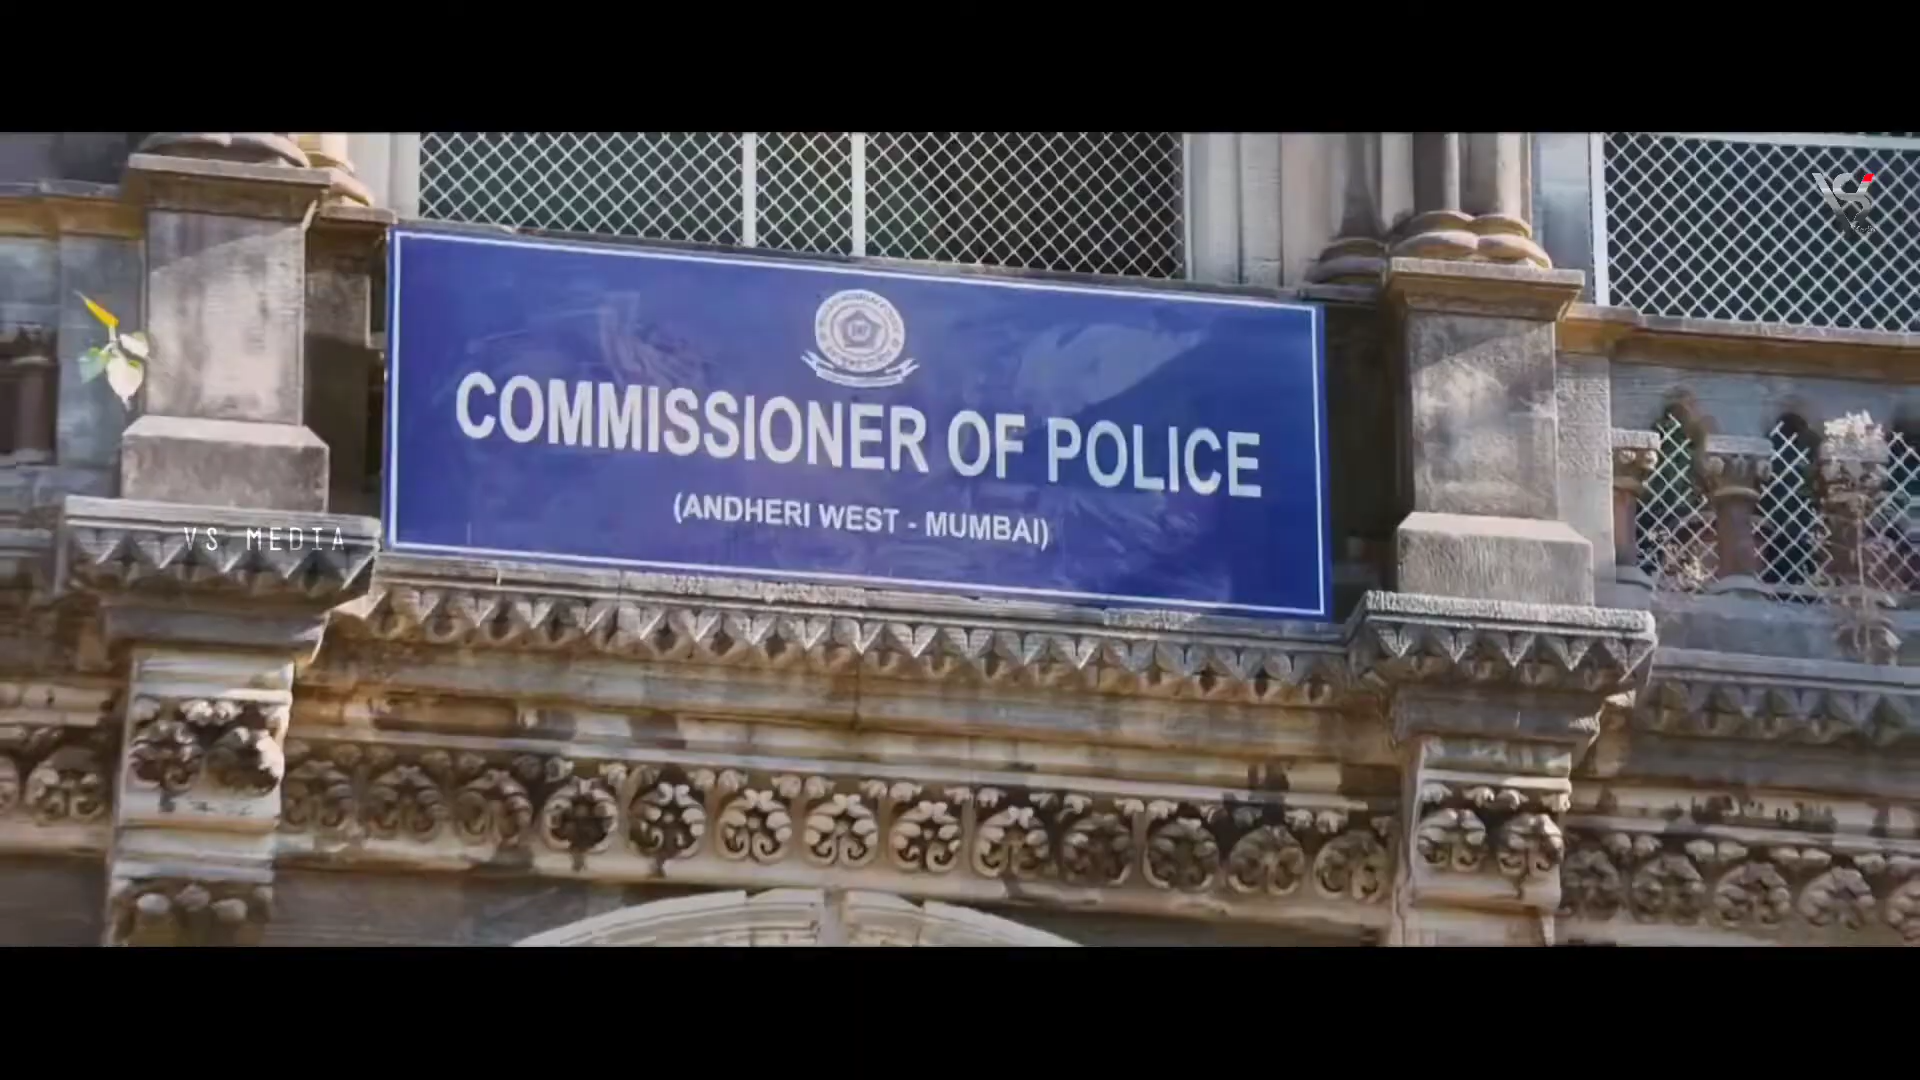 COMMISSIONER OF POLICE
(ANDHERI WEST - MUMBAI)
VS MEDIA